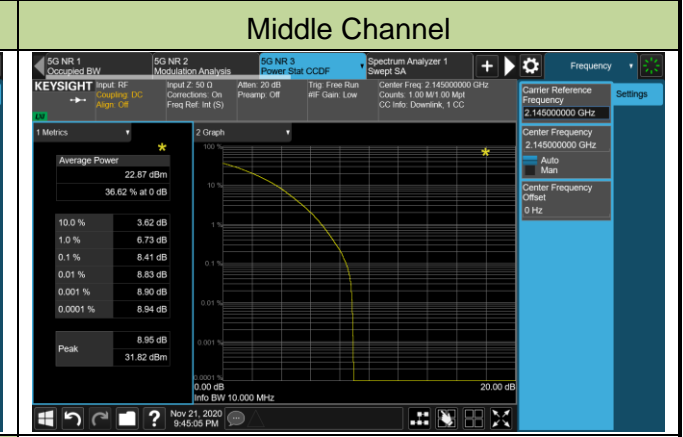 Middle Channel
5G NR 1
Occupied BW
5G NR 2
Modulation Analysis
5G NR 3
Power Stat CCDF
Spectrum Analyzer 1
Swept SA
Frequency
KEYSIGHT
Input: RF
Coupling: DC
Align: Off
Input Z: 50 Ω
Corrections: On
Freq Ref: Int (S)
Atten: 20 dB
Preamp: Off
Trig: Free Run
#IF Gain: Low
Center Freq: 2.145000000 GHz
Counts: 1.00 M/1.00 Mpt
CC Info: Downlink, 1 CC
1 Metrics
Average Power
22.87 dBm
36.62 % at 0 dB
10.0 % 3.62 dB
1.0 % 6.73 dB
0.1 % 8.41 dB
0.01 % 8.83 dB
0.001 % 8.90 dB
0.0001 % 8.94 dB
Peak
8.95 dB
31.82 dBm
2 Graph
100 %
10 %
1 %
0.1 %
0.01 %
0.001 %
0.0001 %
0.00 dB
20.00 dB
Info BW 10.000 MHz
Carrier Reference
Frequency
2.145000000 GHz
Center Frequency
2.145000000 GHz
Auto
Man
Center Frequency
Offset
0 Hz
Settings
Nov 21, 2020
9:45:05 PM